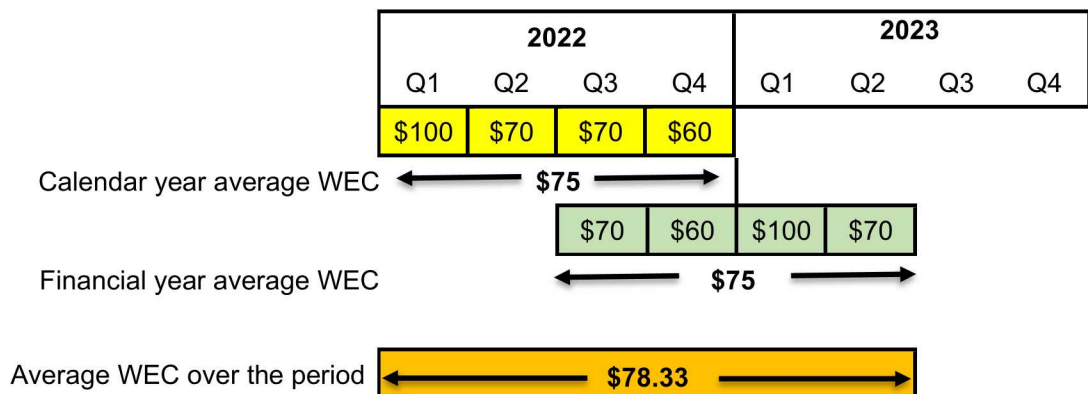 2022 2023
Q1 Q2 Q3 Q4 Q1 Q2 Q3 Q4
$100 $70 $70 $60
Calendar year average WEC $75
$70 $60 $100 $70
Financial year average WEC $75
Average WEC over the period $78.33